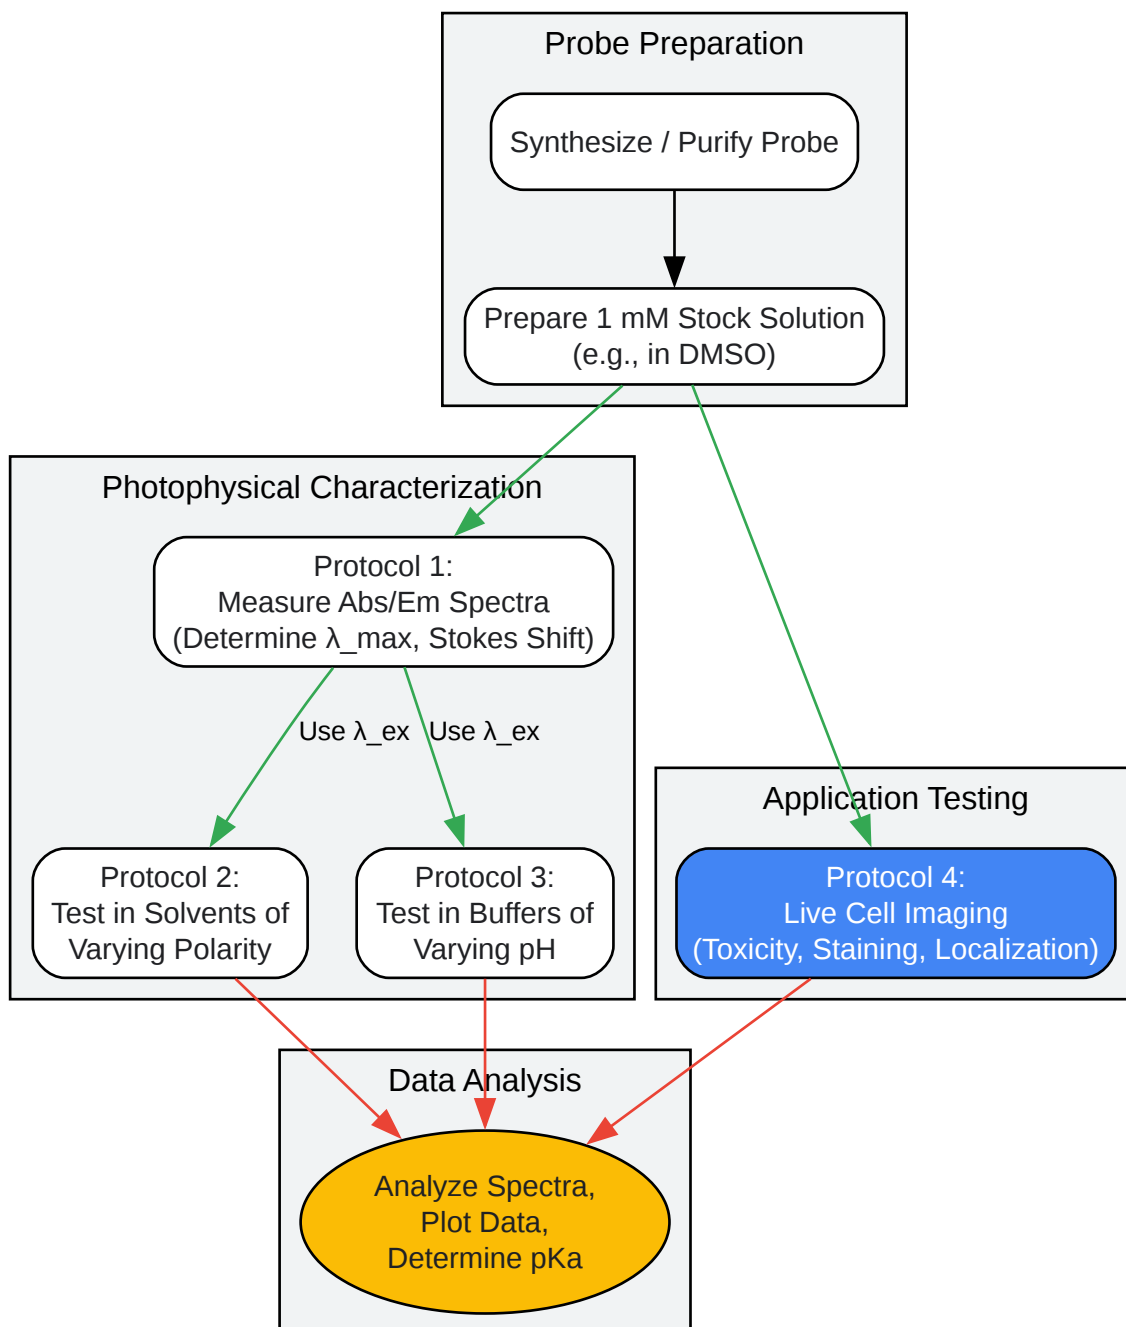 Probe Preparation
Synthesize / Purify Probe
Prepare 1 mM Stock Solution
(e.g., in DMSO)
Photophysical Characterization
Protocol 1:
Measure Abs/Em Spectra
(Determine λ_max, Stokes Shift)
Use λ_ex
Use λ_ex
Protocol 2:
Test in Solvents of
Varying Polarity
Protocol 3:
Test in Buffers of
Varying pH
Application Testing
Protocol 4:
Live Cell Imaging
(Toxicity, Staining, Localization)
Data Analysis
Analyze Spectra,
Plot Data,
Determine pKa